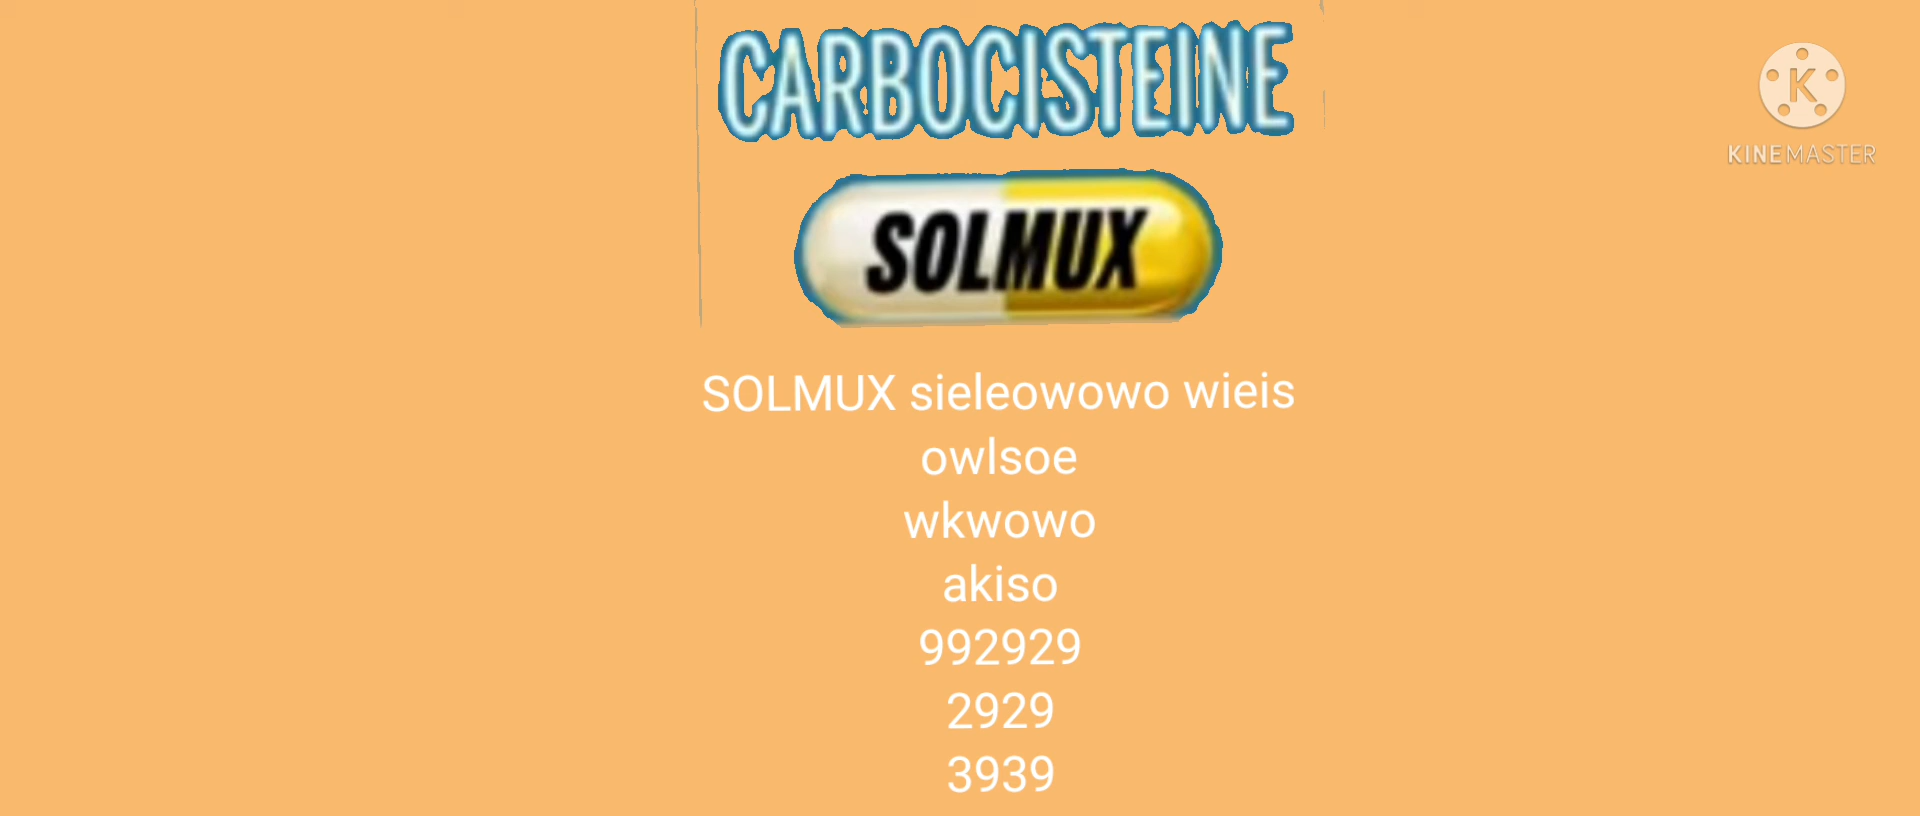 CARBOCISTEINE
K
KINEMASTER
SOLMUX
SOLMUX sieleowowo wieis
owlsoe
wkwowo
akiso
992929
2929
3939